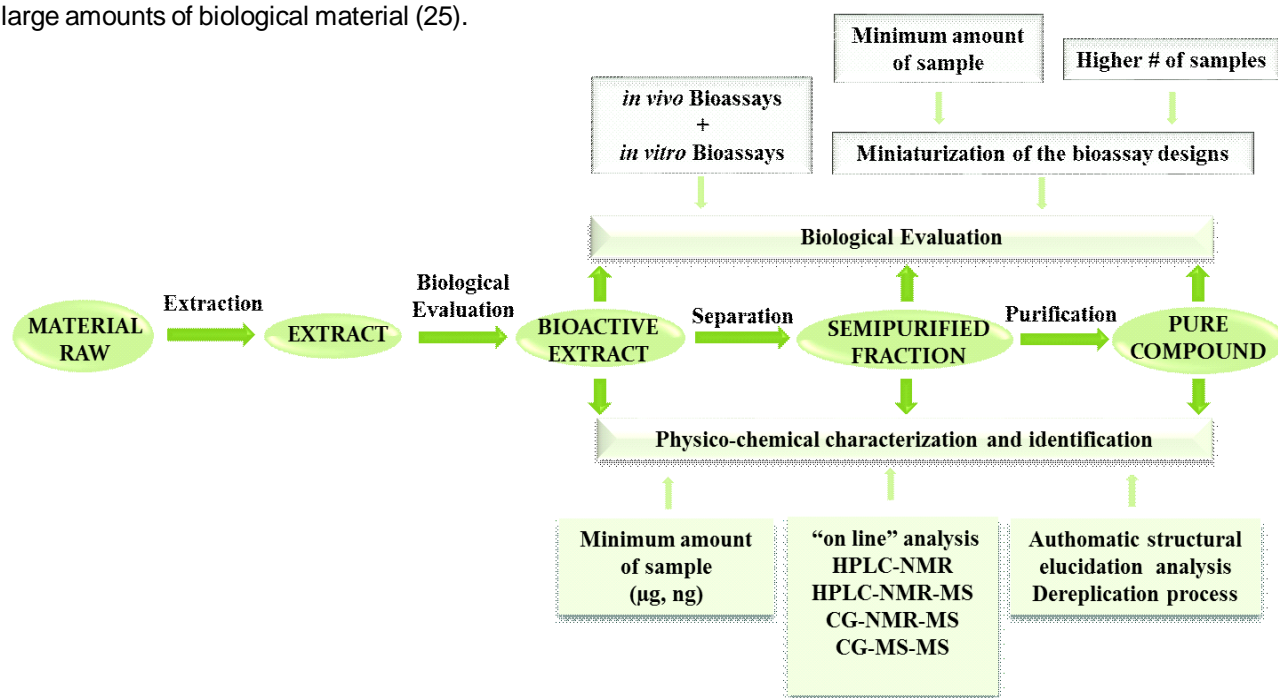 large amounts of biological material (25).
Minimum amount
of sample
Higher # of samples
in vivo Bioassays
+
in vitro Bioassays
Miniaturization of the bioassay designs
Biological Evaluation
MATERIAL
RAW
Extraction
EXTRACT
Biological
Evaluation
BIOACTIVE
EXTRACT
Separation
SEMIPURIFIED
FRACTION
Purification
PURE
COMPOUND
Physico-chemical characterization and identification
Minimum amount
of sample
(µg, ng)
“on line” analysis
HPLC-NMR
HPLC-NMR-MS
CG-NMR-MS
CG-MS-MS
Authomatic structural
elucidation analysis
Dereplication process